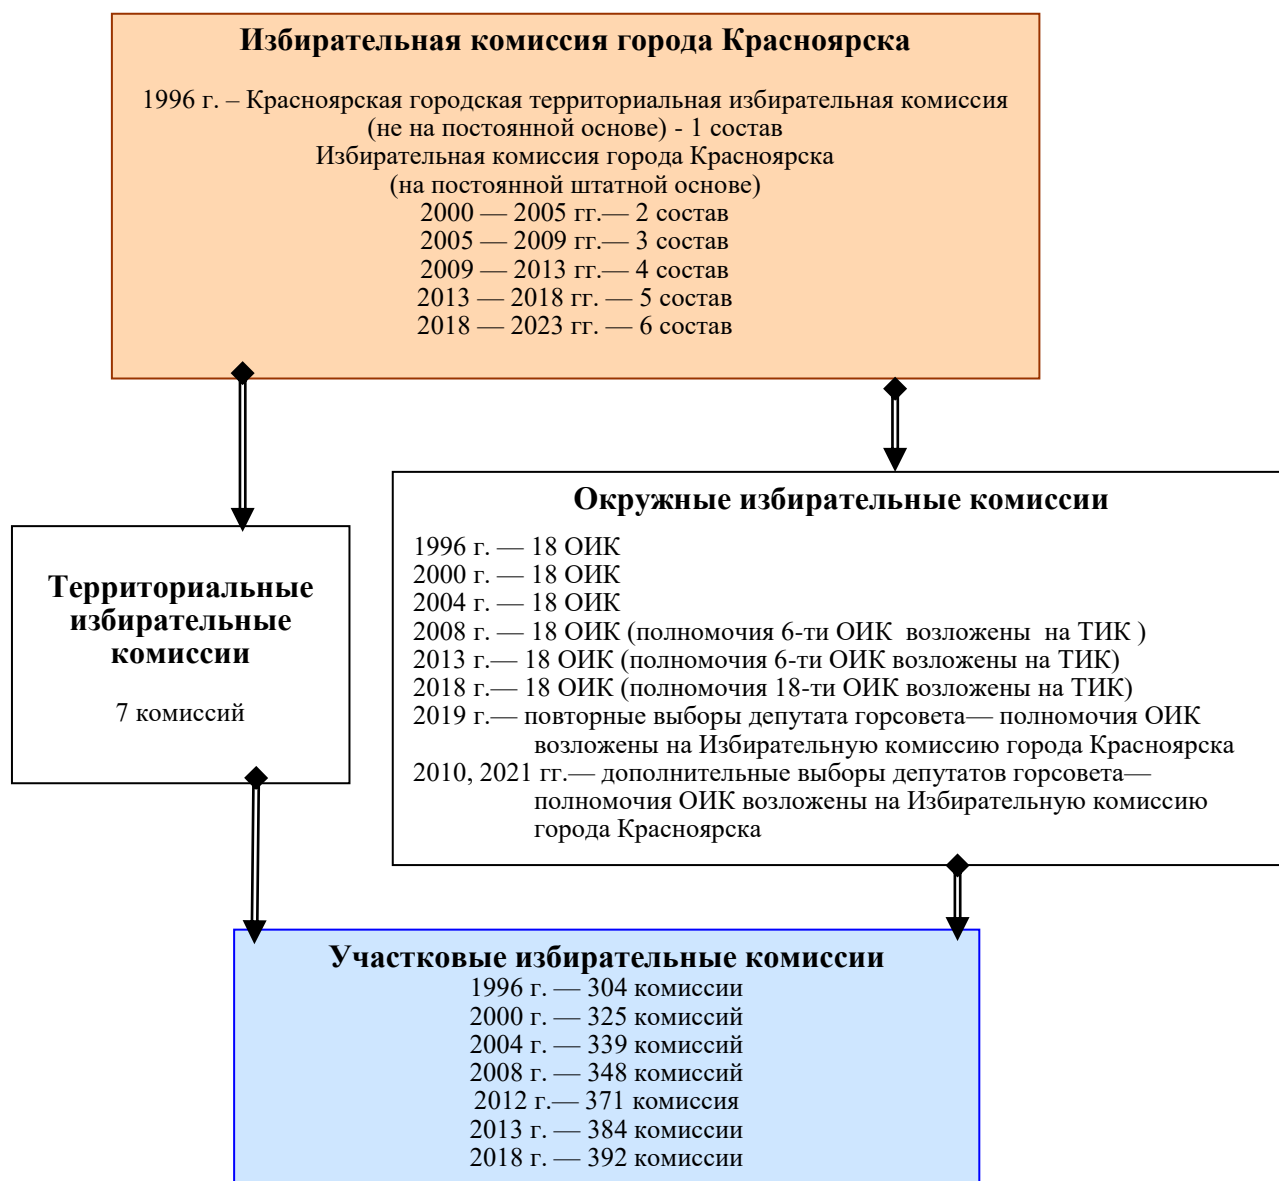 Избирательная комиссия города Красноярска
1996 г. – Красноярская городская территориальная избирательная комиссия
(не на постоянной основе) - 1 состав
Избирательная комиссия города Красноярска
(на постоянной штатной основе)
2000 — 2005 гг.— 2 состав
2005 — 2009 гг.— 3 состав
2009 — 2013 гг.— 4 состав
2013 — 2018 гг. — 5 состав
2018 — 2023 гг. — 6 состав
Территориальные
избирательные
комиссии
7 комиссий
Окружные избирательные комиссии
1996 г. — 18 ОИК
2000 г. — 18 ОИК
2004 г. — 18 ОИК
2008 г. — 18 ОИК (полномочия 6-ти ОИК возложены на ТИК )
2013 г.— 18 ОИК (полномочия 6-ти ОИК возложены на ТИК)
2018 г.— 18 ОИК (полномочия 18-ти ОИК возложены на ТИК)
2019 г.— повторные выборы депутата горсовета— полномочия ОИК
возложены на Избирательную комиссию города Красноярска
2010, 2021 гг.— дополнительные выборы депутатов горсовета—
полномочия ОИК возложены на Избирательную комиссию
города Красноярска
Участковые избирательные комиссии
1996 г. — 304 комиссии
2000 г. — 325 комиссий
2004 г. — 339 комиссий
2008 г. — 348 комиссий
2012 г.— 371 комиссия
2013 г. — 384 комиссии
2018 г. — 392 комиссии